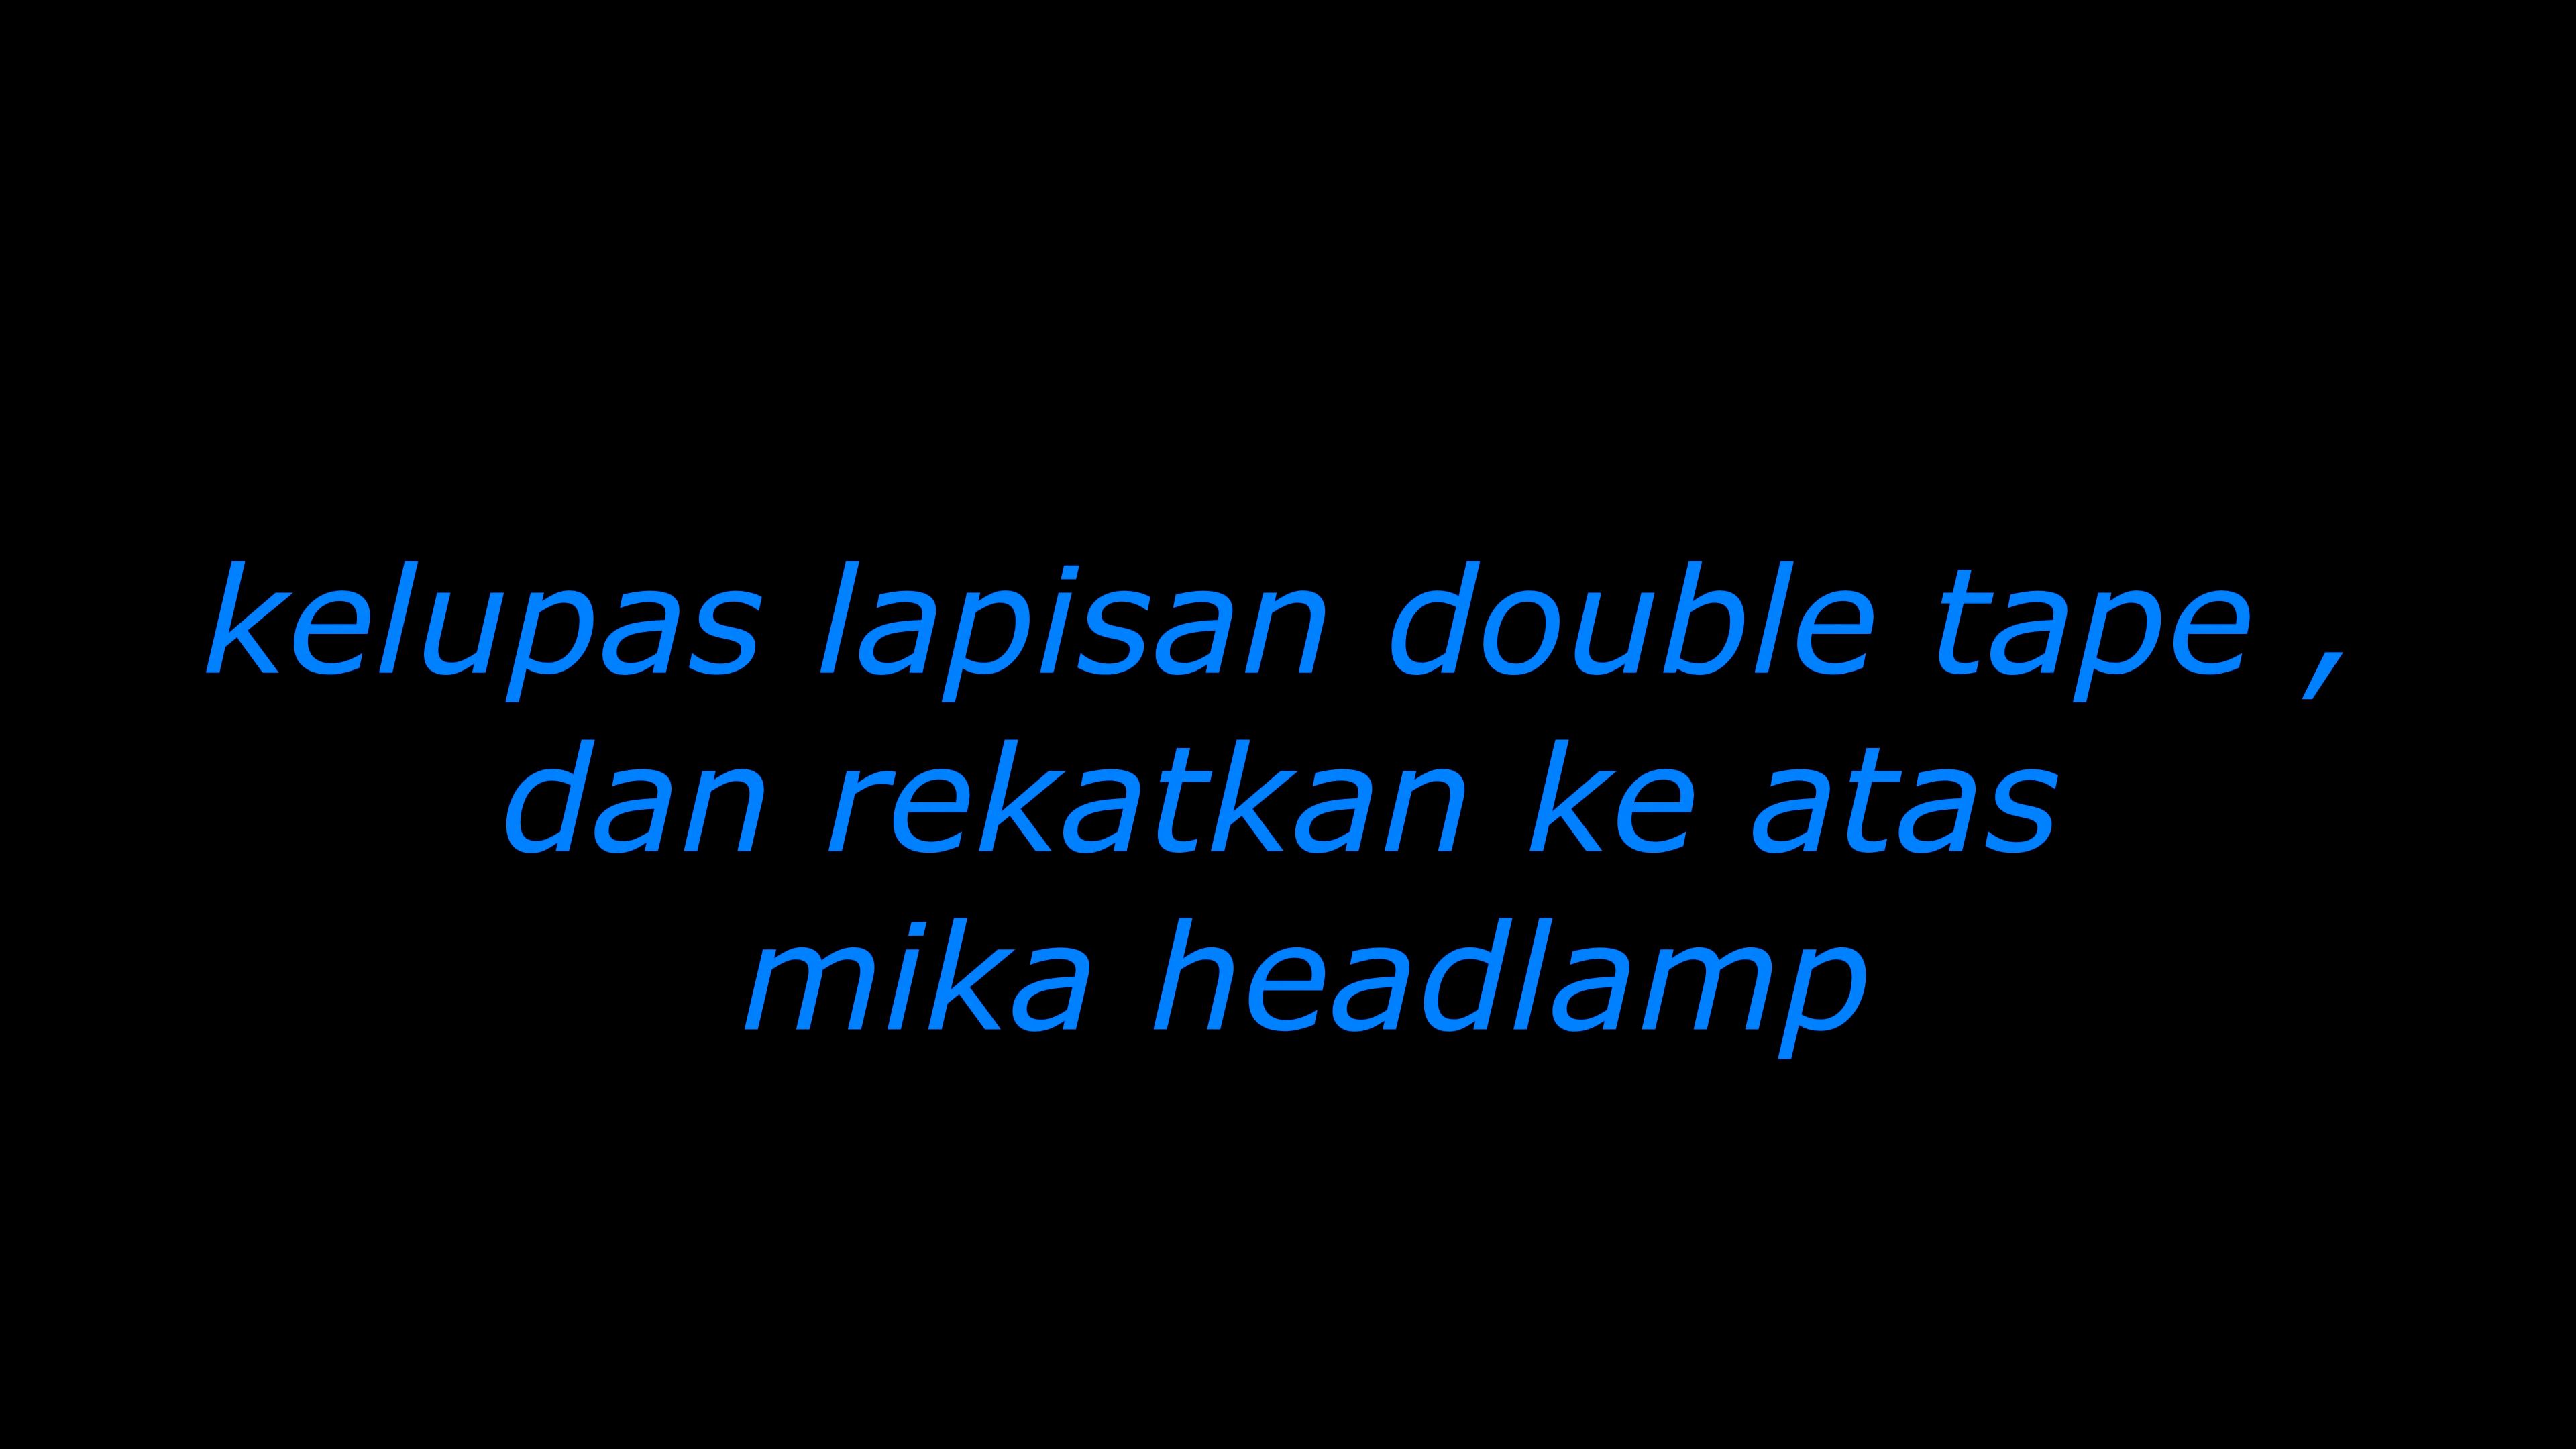 kelupas lapisan double tape ,
dan rekatkan ke atas
mika headlamp